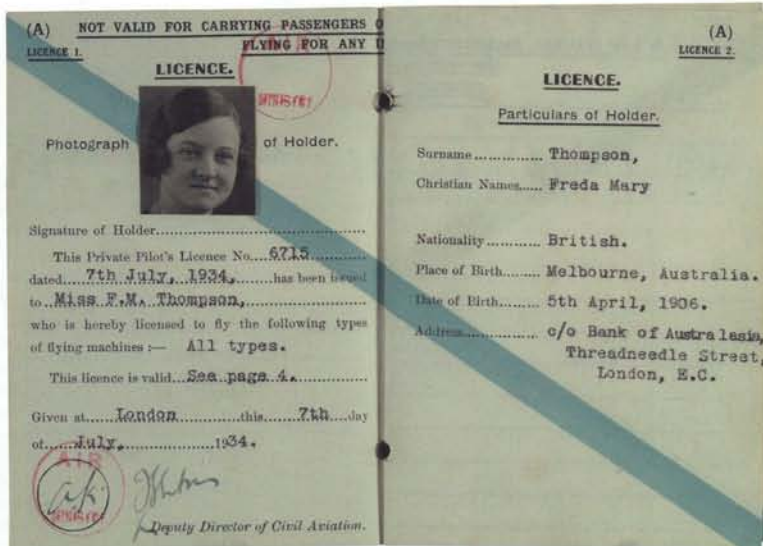 (A) NOT VALID FOR CARRYING PASSENGERS
LICENCE 1. FLYING FOR ANY
LICENCE.
AIR
MINISTRY
Photograph of Holder.
Signature of Holder
This Private Pilot's Licence No. 6715
dated 7th July, 1934, has been issued
to Miss F.M. Thompson,
who is hereby licensed to fly the following types
of flying machines :— All types.
This licence is valid See page 4.
Given at London this 7th day
of July, 1934.
AIR
MINISTRY
Deputy Director of Civil Aviation.
(A)
LICENCE 2.
LICENCE.
Particulars of Holder.
Surname Thompson,
Christian Names Freda Mary
Nationality British.
Place of Birth Melbourne, Australia.
Date of Birth 5th April, 1906.
Address c/o Bank of Australasia,
Threadneedle Street,
London, E.C.